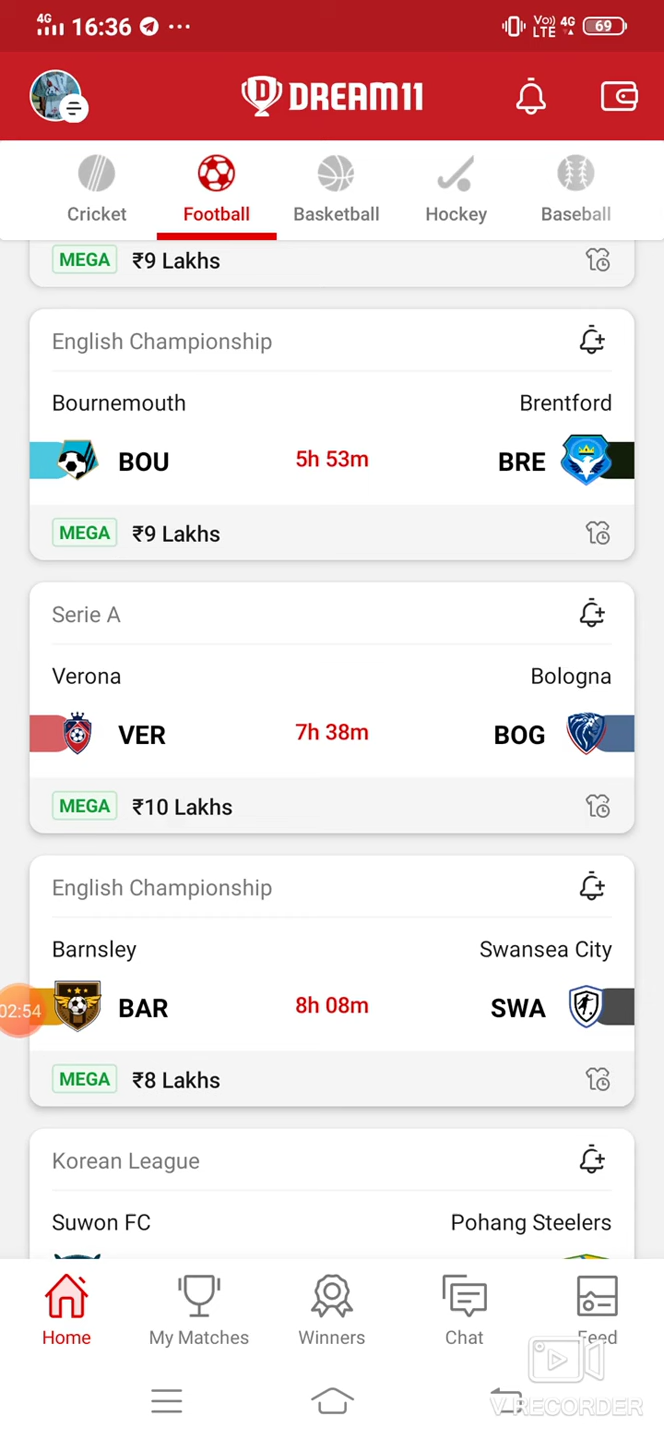 4G 16:36 ... Vo)) LTE 4G 69
DREAM11
Cricket Football Basketball Hockey Baseball
MEGA ₹9 Lakhs
English Championship
Bournemouth Brentford
BOU 5h 53m BRE
MEGA ₹9 Lakhs
Serie A
Verona Bologna
VER 7h 38m BOG
MEGA ₹10 Lakhs
English Championship
Barnsley Swansea City
02:54 BAR 8h 08m SWA
MEGA ₹8 Lakhs
Korean League
Suwon FC Pohang Steelers
Home My Matches Winners Chat Feed
V RECORDER